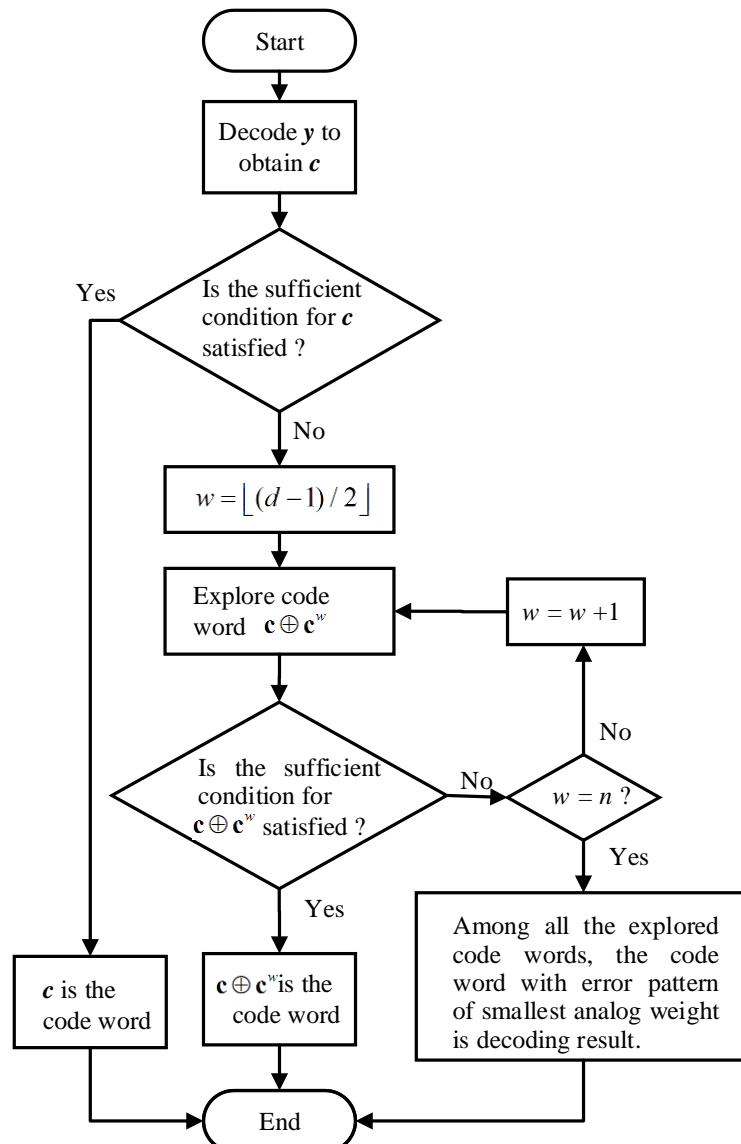 Start
Decode y to
obtain c
Yes
Is the sufficient
condition for c
satisfied ?
No
w = ⌊(d − 1) / 2⌋
Explore code
word c ⊕ c^w
w = w +1
No
Is the sufficient
condition for
c ⊕ c^w satisfied ?
No
w = n ?
Yes
Yes
Among all the explored
code words, the code
word with error pattern
of smallest analog weight
is decoding result.
c is the
code word
c ⊕ c^w is the
code word
End